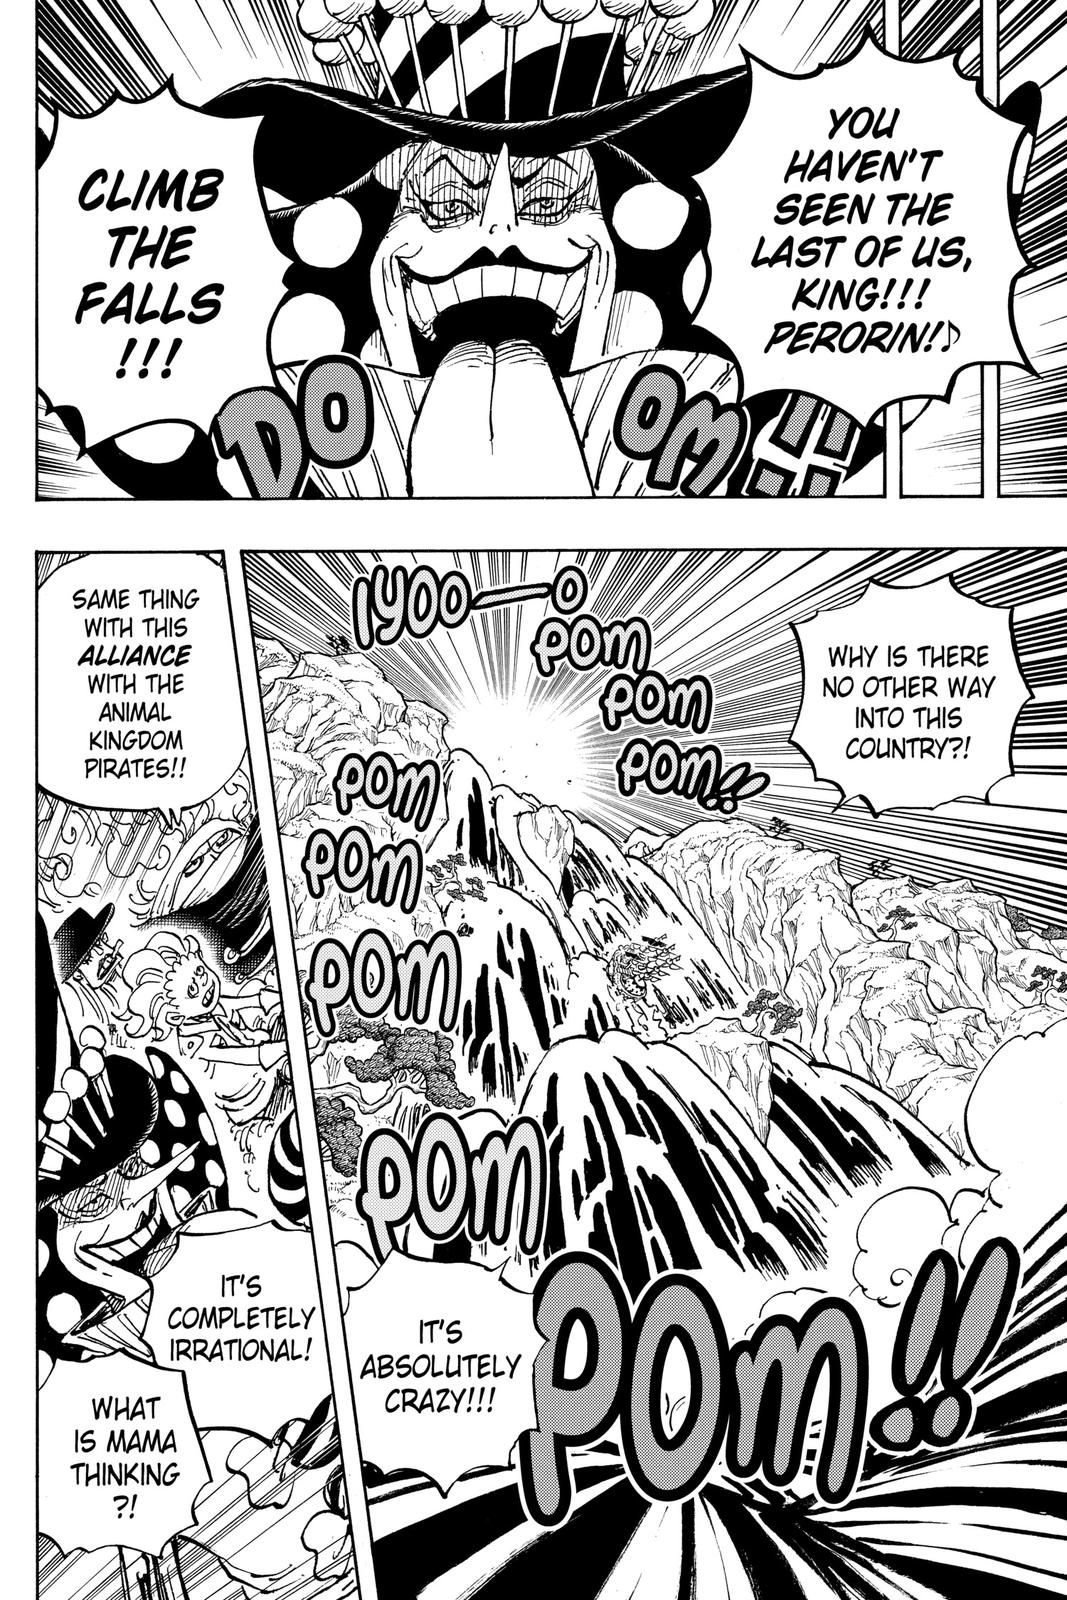 YOU
HAVEN'T
SEEN THE
LAST OF US,
KING!!!
PERORIN!♪
CLIMB
THE
FALLS
!!!
DO
OM!!
WHY IS THERE
NO OTHER WAY
INTO THIS
COUNTRY?!
IYOO—O
POM
POM
POM!!
POM
POM
POM
POM
POM!!
IT'S
ABSOLUTELY
CRAZY!!!
SAME THING
WITH THIS
ALLIANCE
WITH THE
ANIMAL
KINGDOM
PIRATES!!
IT'S
COMPLETELY
IRRATIONAL!
WHAT
IS MAMA
THINKING
?!